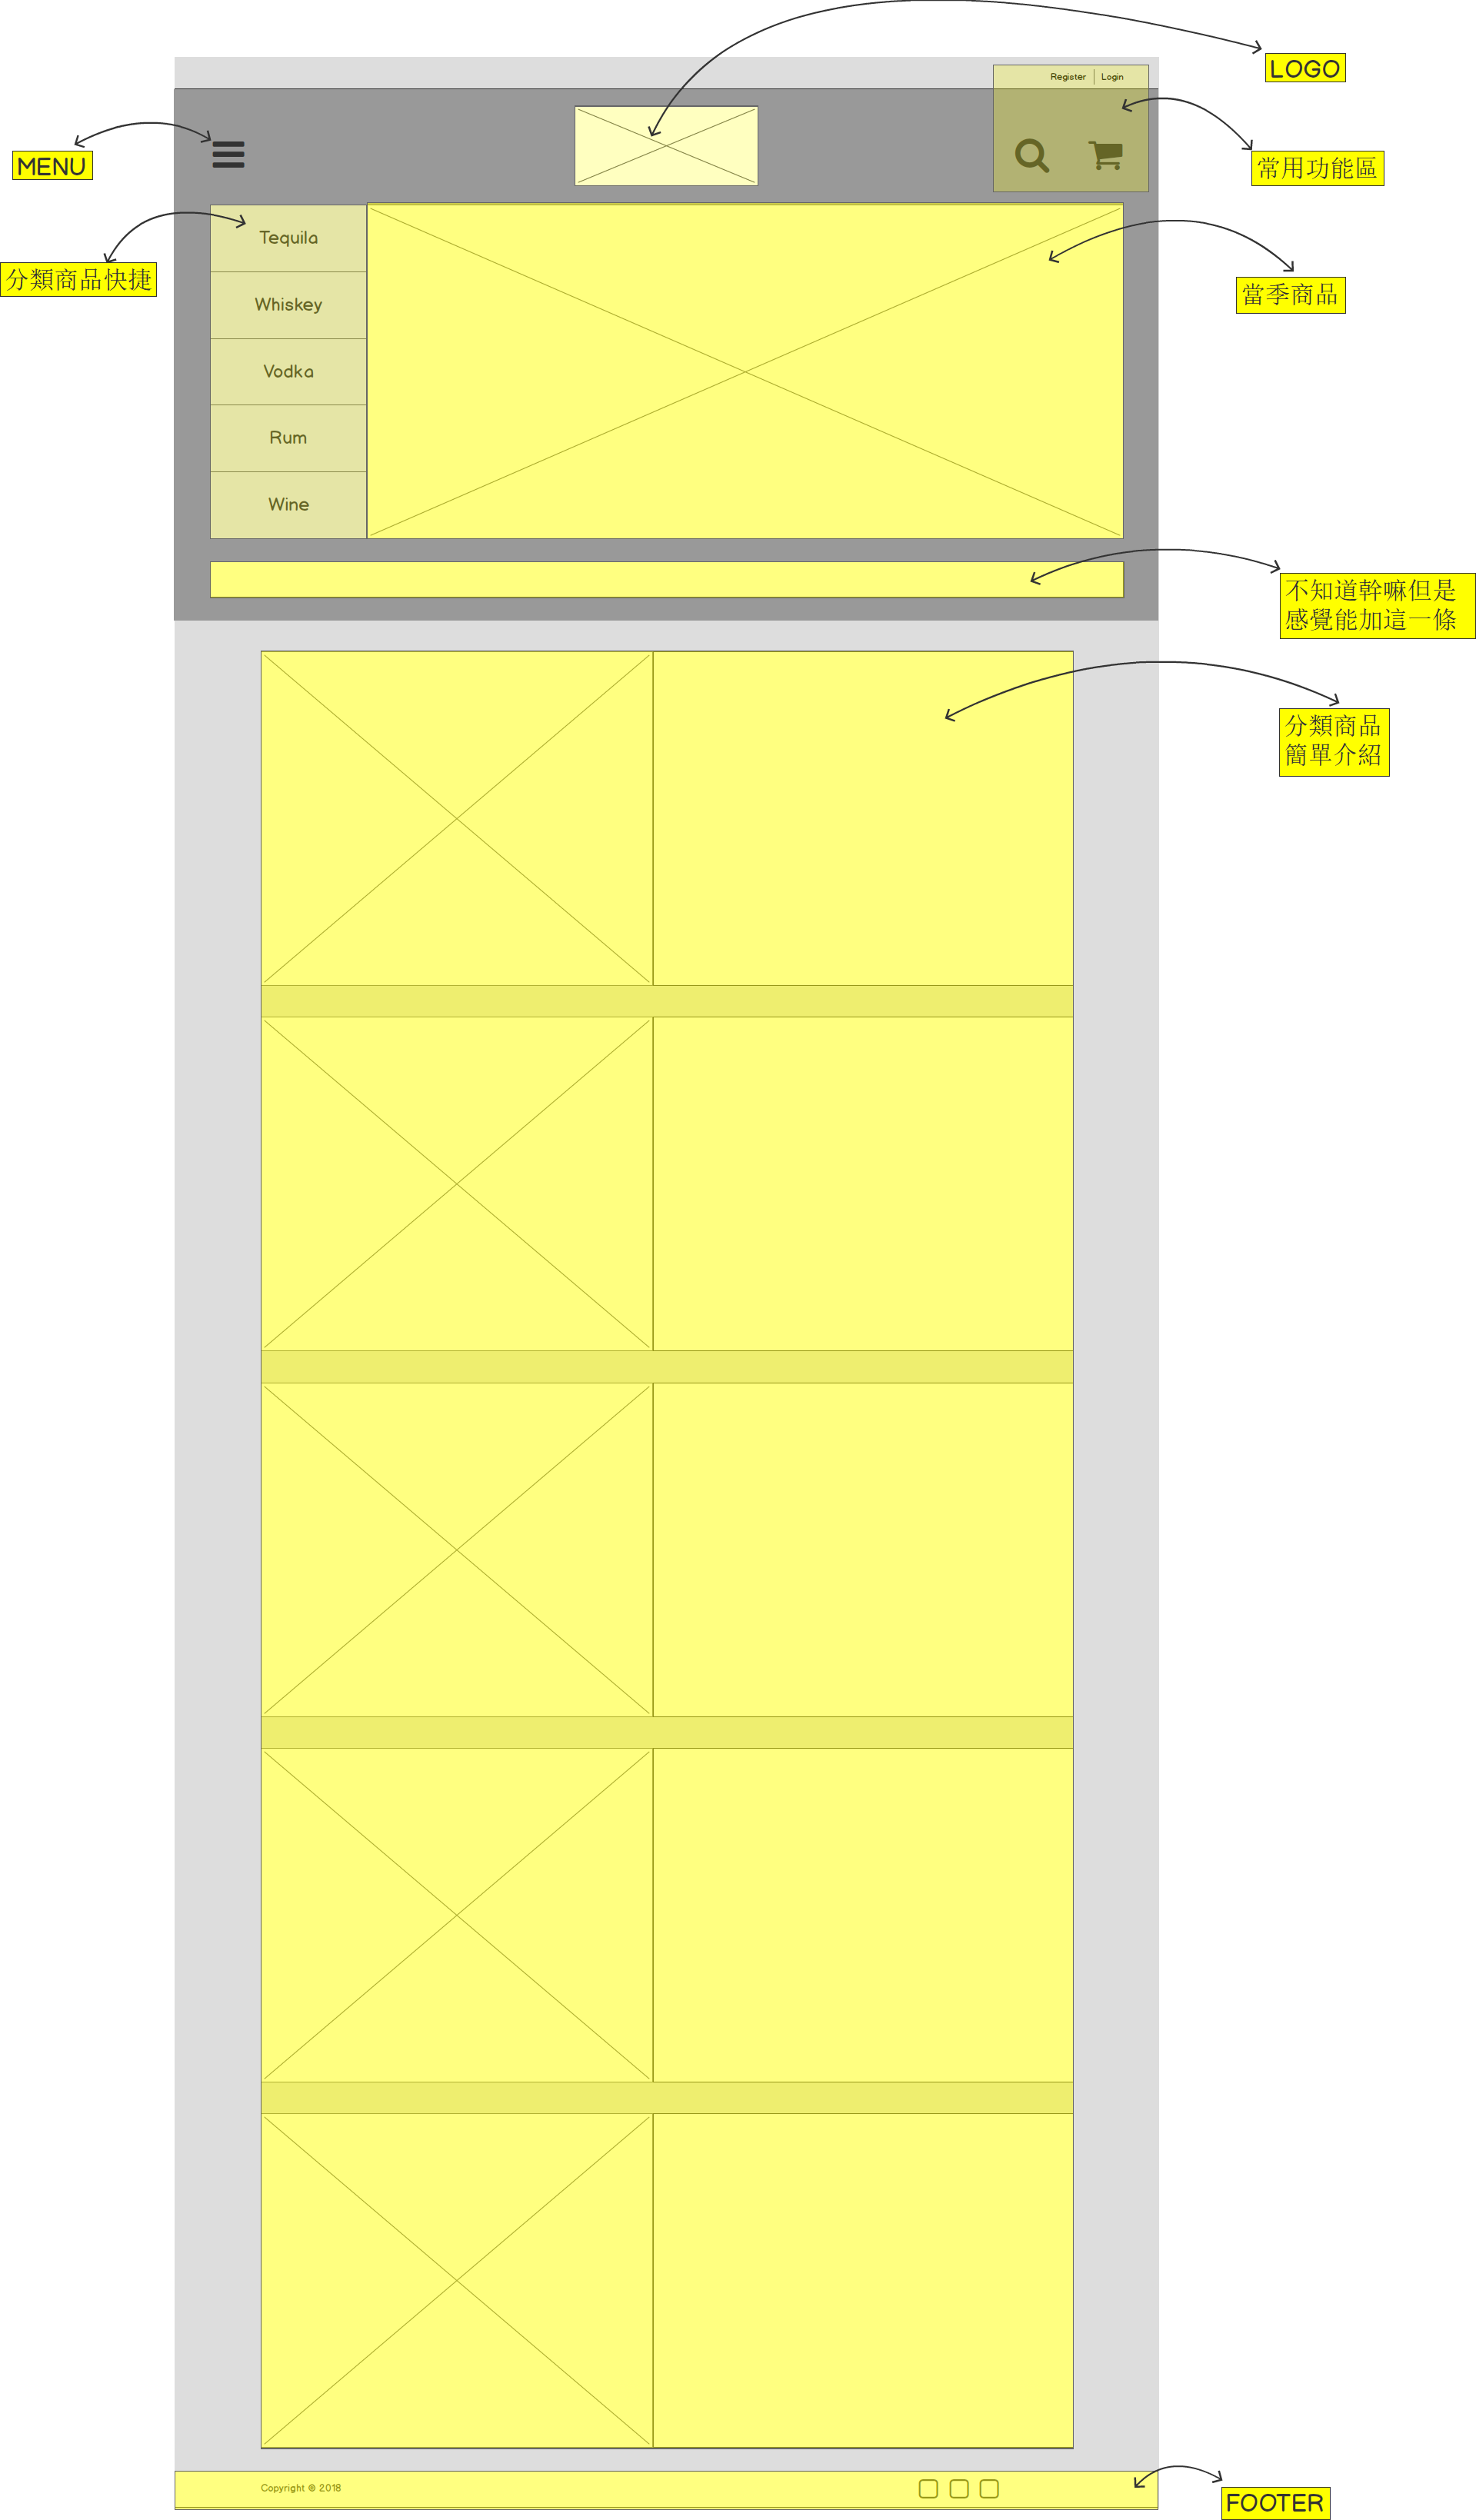 LOGO
Register
Login
MENU
常用功能區
Tequila
分類商品快捷
當季商品
Whiskey
Vodka
Rum
Wine
不知道幹嘛但是
感覺能加這一條
分類商品
簡單介紹
Copyright © 2018
FOOTER